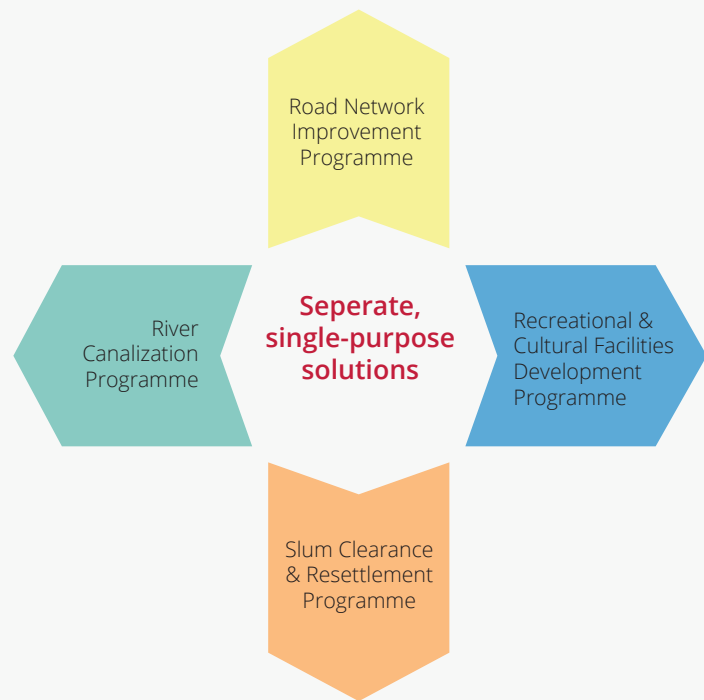 Road Network
Improvement
Programme
River
Canalization
Programme
Seperate,
single-purpose
solutions
Recreational &
Cultural Facilities
Development
Programme
Slum Clearance
& Resettlement
Programme